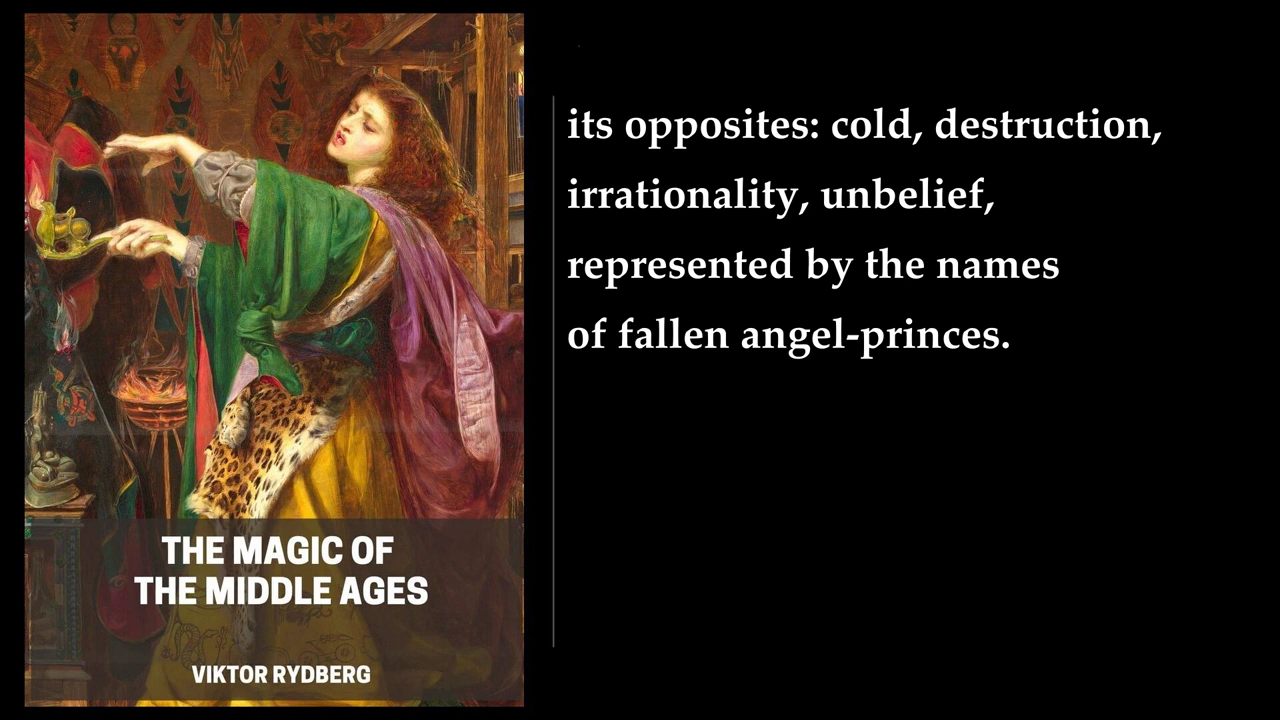 its opposites: cold, destruction,
irrationality, unbelief,
represented by the names
of fallen angel-princes.
THE MAGIC OF
THE MIDDLE AGES
VIKTOR RYDBERG